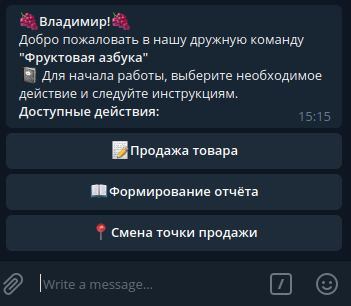 🍇Владимир!🍇
Добро пожаловать в нашу дружную команду
"Фруктовая азбука"
📓 Для начала работы, выберите необходимое
действие и следуйте инструкциям.
Доступные действия:
15:15
📝Продажа товара
📖Формирование отчёта
📍Смена точки продажи
Write a message...
/